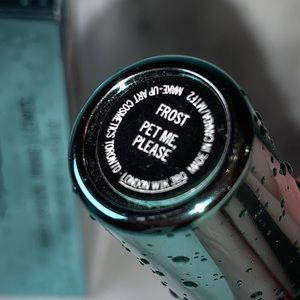 MAKE-UP ART COSMETICS TORONTO
LONDON
MADE IN CANADA
FROST
PET ME,
PLEASE